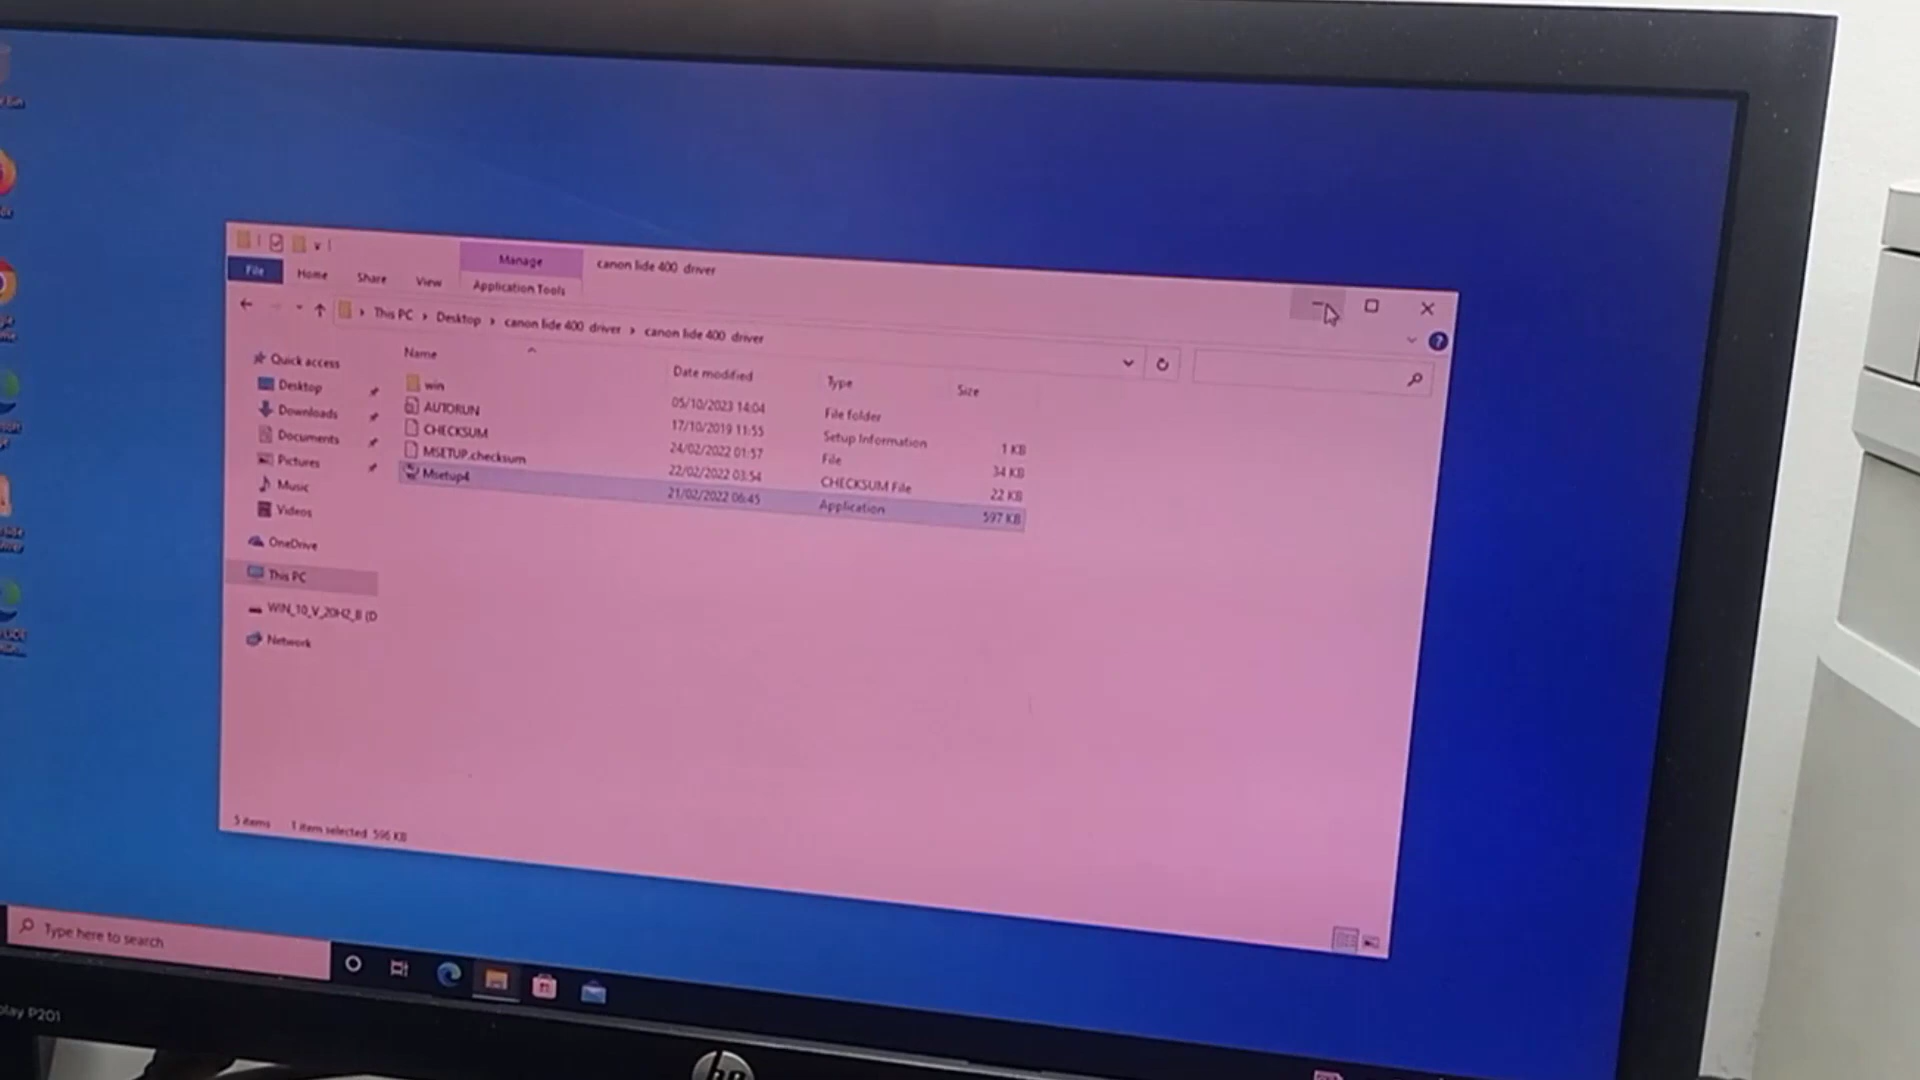 Manage
canon lide 400 driver
File
Home
Share
View
Application Tools
This PC > Desktop > canon lide 400 driver > canon lide 400 driver
Name
Date modified
Type
Size
win
05/10/2023 14:04
File folder
AUTORUN
17/10/2019 11:55
Setup Information
1 KB
CHECKSUM
24/02/2022 01:57
File
34 KB
MSETUP.checksum
22/02/2022 03:54
CHECKSUM File
22 KB
Msetup4
21/02/2022 06:45
Application
597 KB
Quick access
Desktop
Downloads
Documents
Pictures
Music
Videos
OneDrive
This PC
WIN_10_V_20H2_B (D
Network
5 items
1 item selected 596 KB
Type here to search
play P201
hp